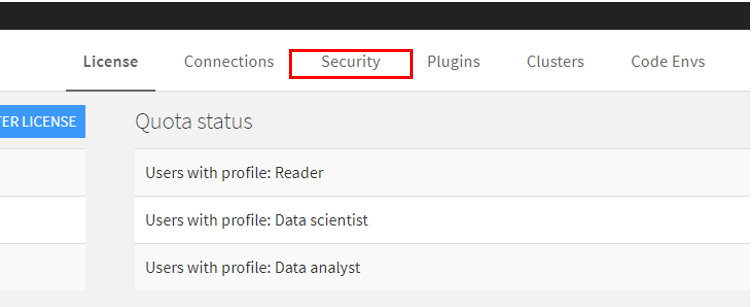 License Connections Security Plugins Clusters Code Envs
TER LICENSE
Quota status
Users with profile: Reader
Users with profile: Data scientist
Users with profile: Data analyst